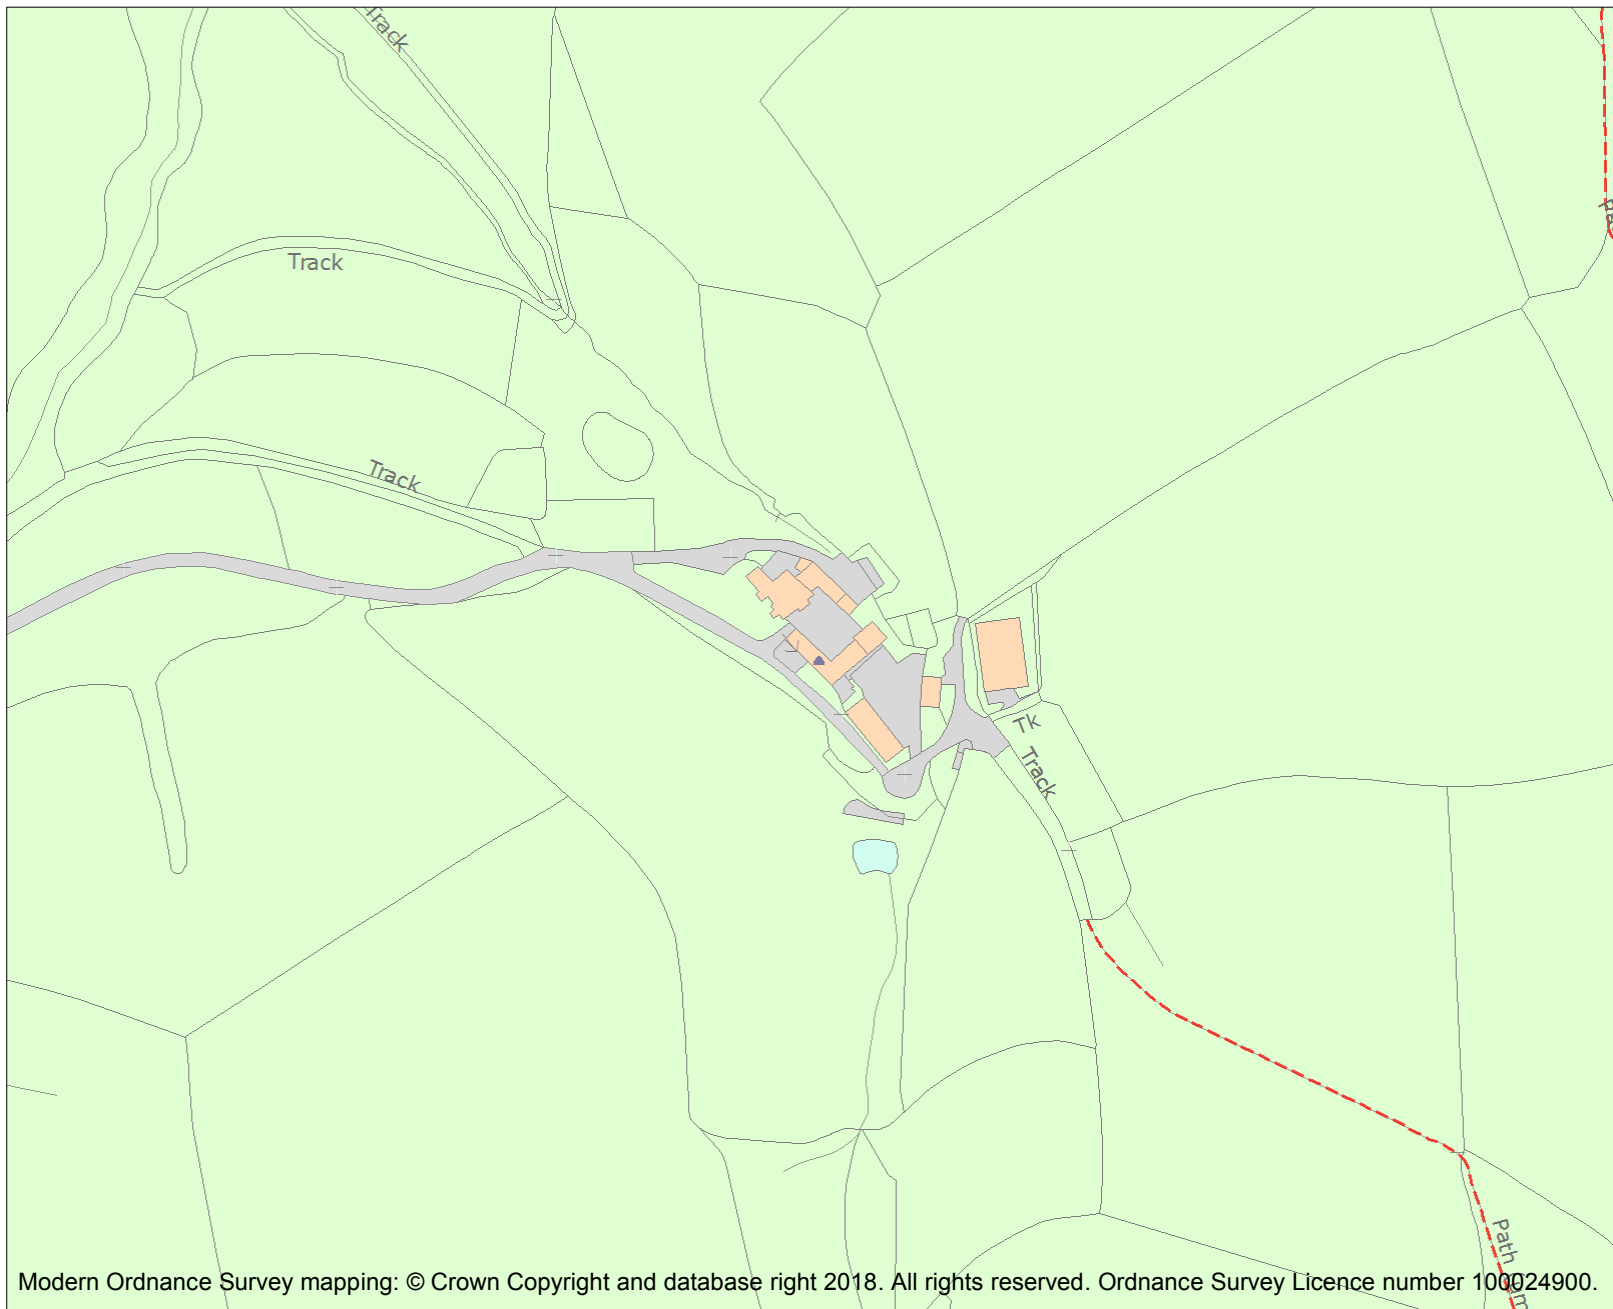 Track
Track
Track
Tk
Track
Path
Modern Ordnance Survey mapping: © Crown Copyright and database right 2018. All rights reserved. Ordnance Survey Licence number 100024900.